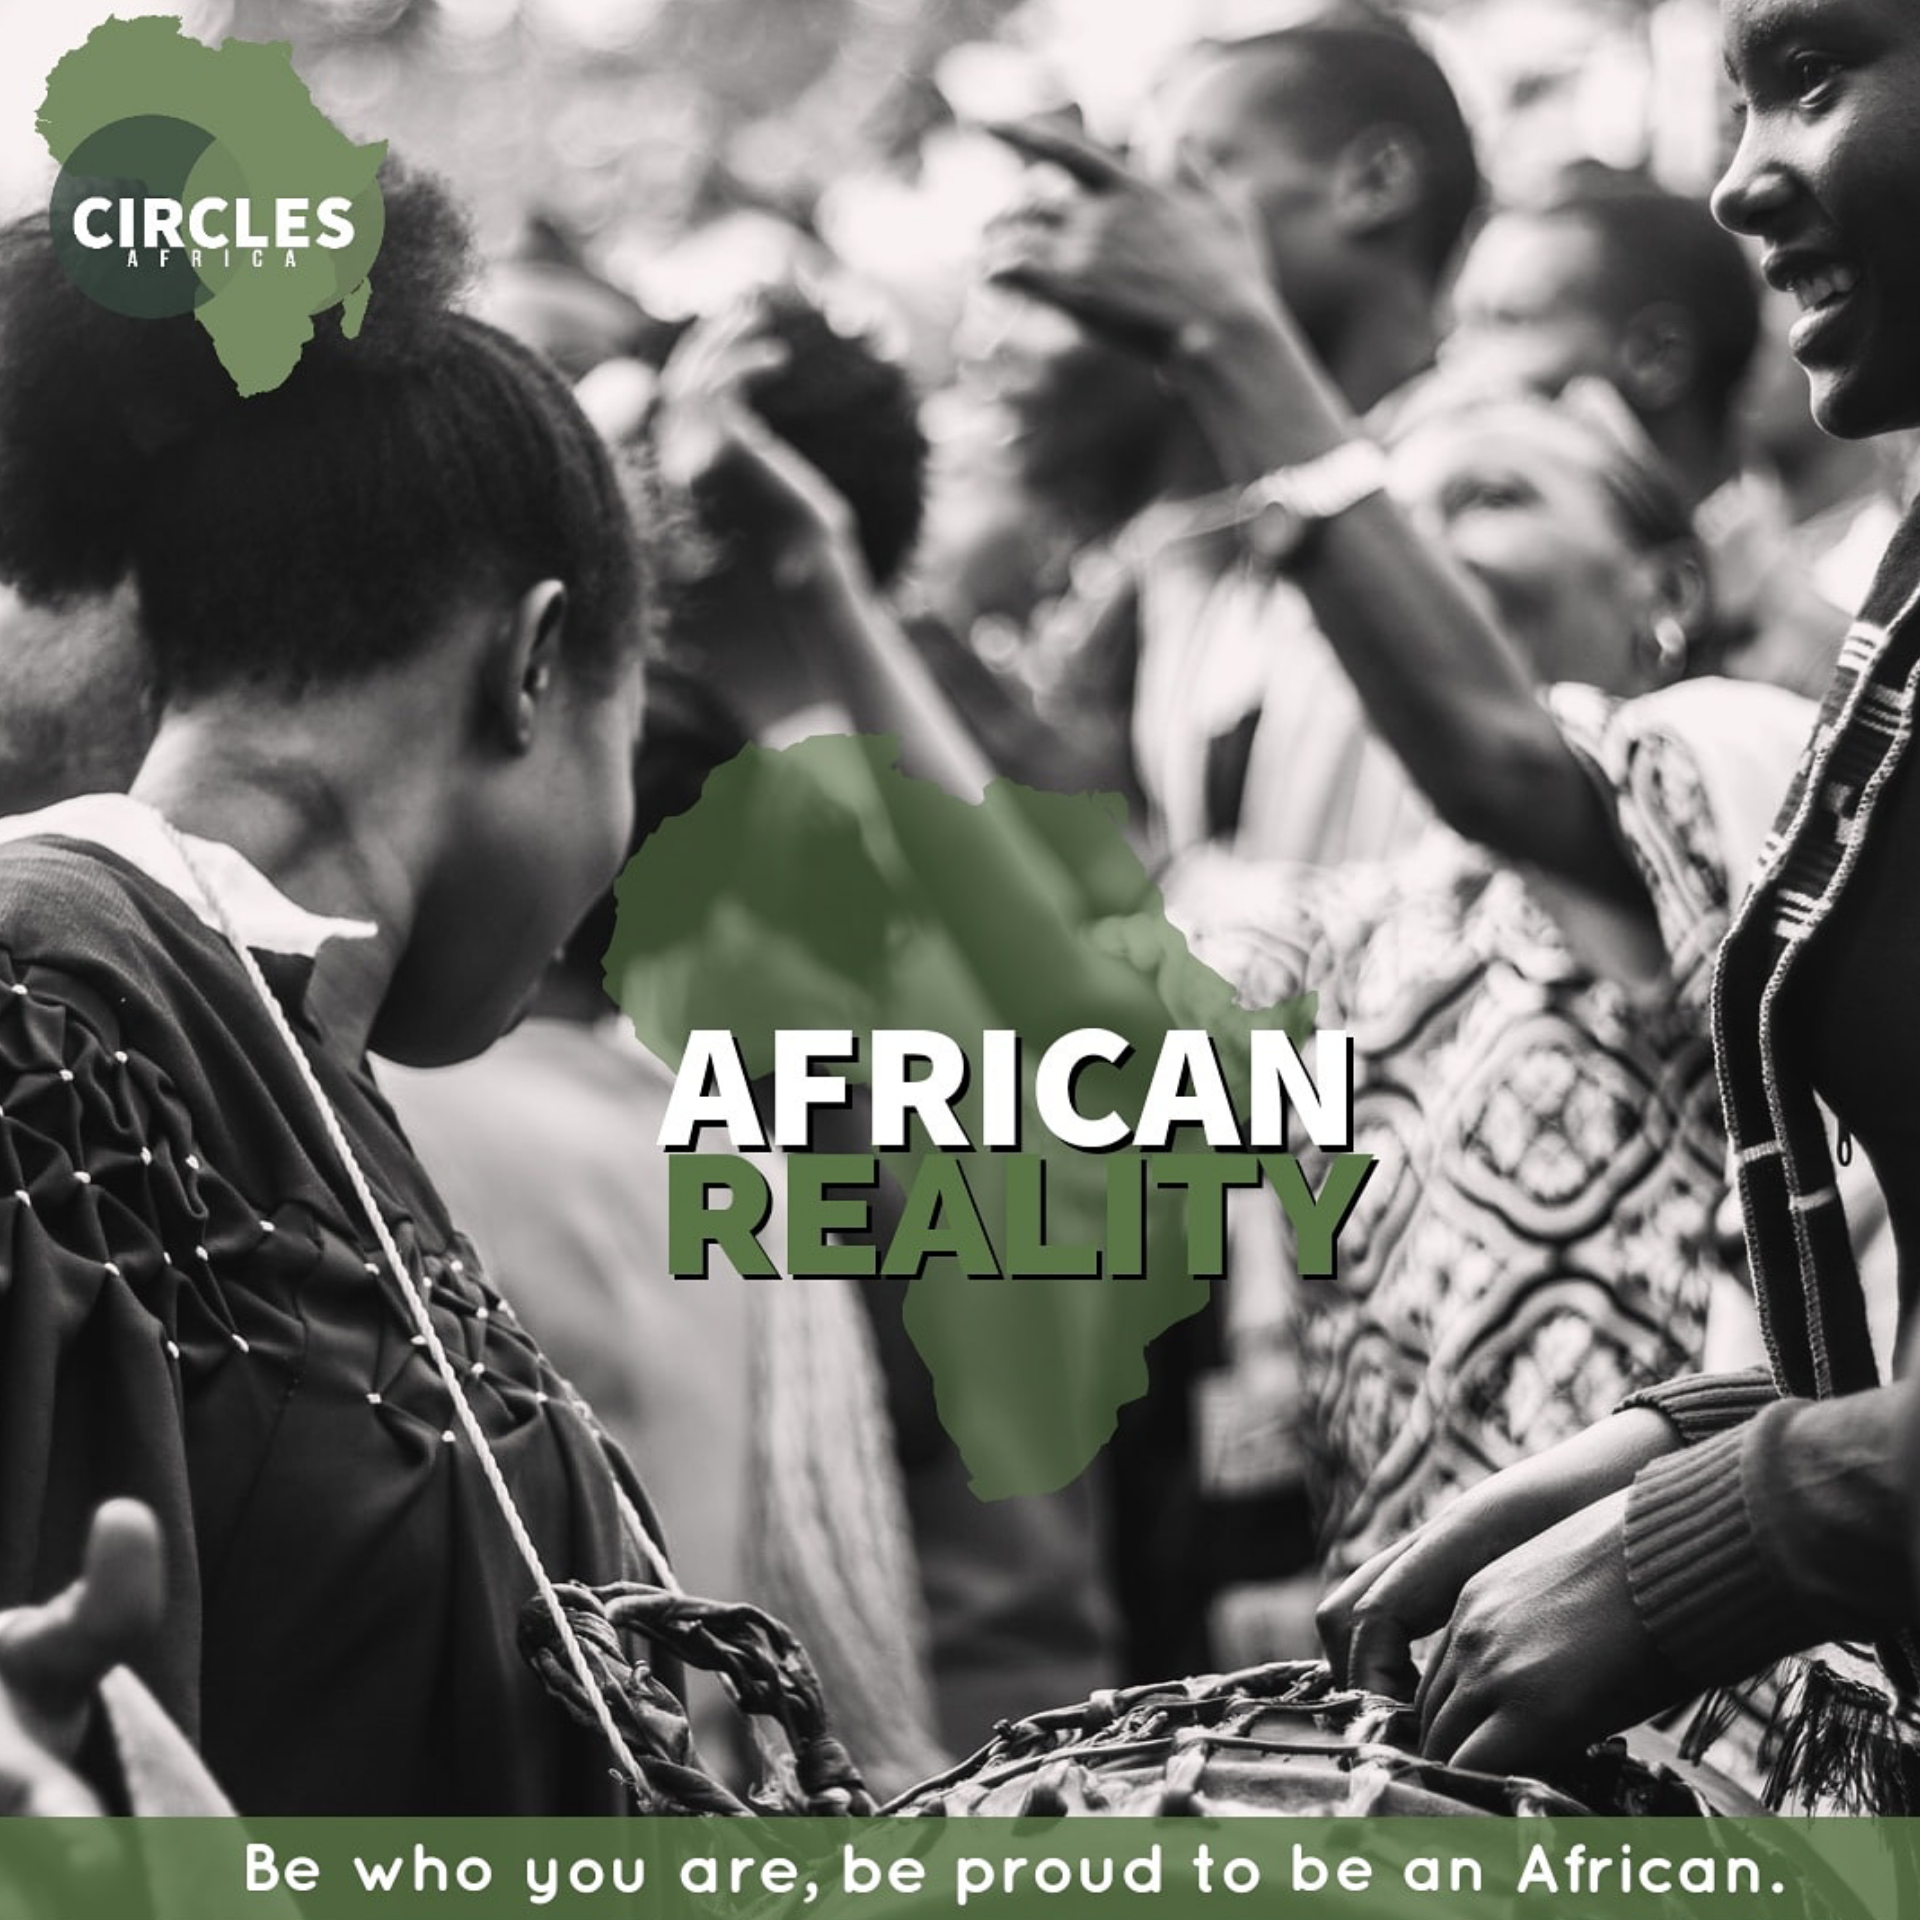 CIRCLES
AFRICA
AFRICAN
REALITY
Be who you are, be proud to be an African.